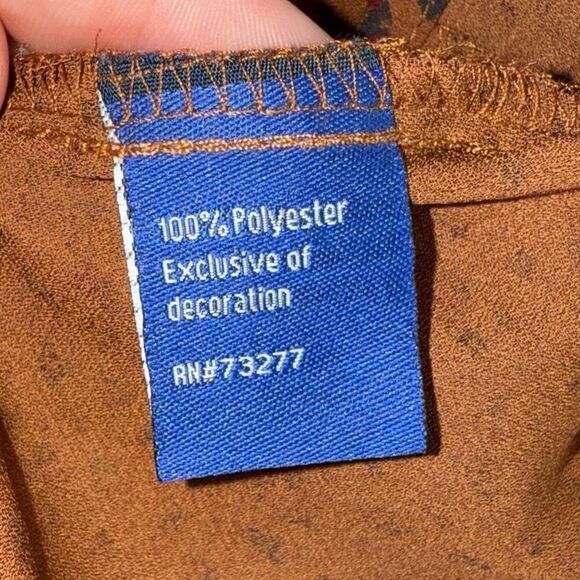 100% Polyester
Exclusive of
decoration
RN#73277